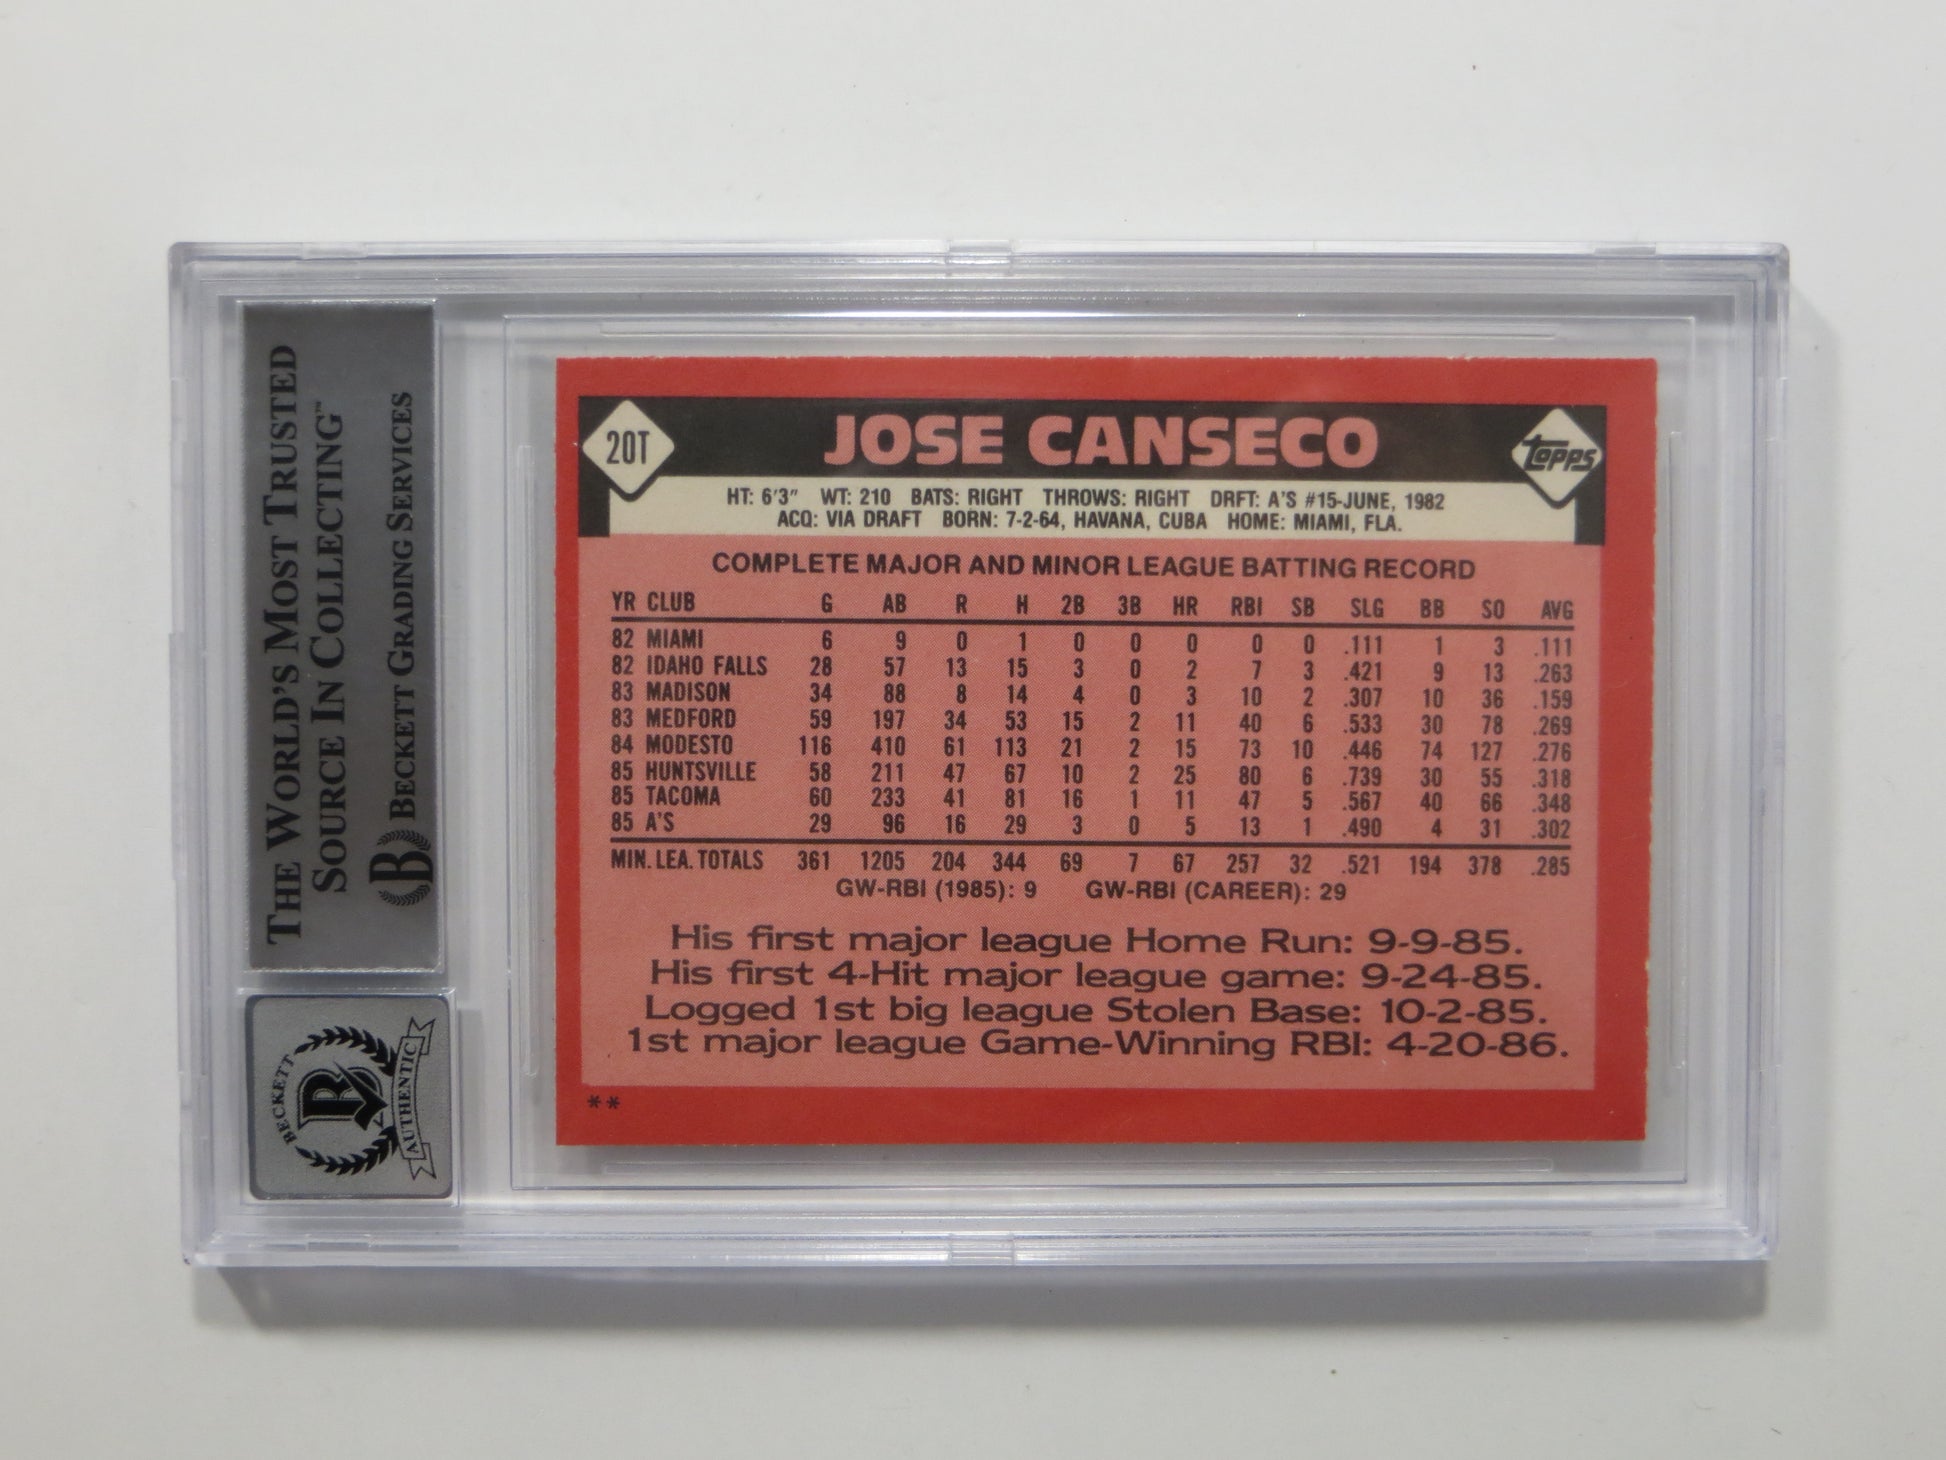 THE WORLD'S MOST TRUSTED
SOURCE IN COLLECTING™
B BECKETT GRADING SERVICES
BECKETT
B
AUTHENTIC
20T
JOSE CANSECO
topps
HT: 6'3" WT: 210 BATS: RIGHT THROWS: RIGHT DRFT: A'S #15-JUNE, 1982
ACQ: VIA DRAFT BORN: 7-2-64, HAVANA, CUBA HOME: MIAMI, FLA.
COMPLETE MAJOR AND MINOR LEAGUE BATTING RECORD
YR CLUB G AB R H 2B 3B HR RBI SB SLG BB SO AVG
82 MIAMI 6 9 0 1 0 0 0 0 0 .111 1 3 .111
82 IDAHO FALLS 28 57 13 15 3 0 2 7 3 .421 9 13 .263
83 MADISON 34 88 8 14 4 0 3 10 2 .307 10 36 .159
83 MEDFORD 59 197 34 53 15 2 11 40 6 .533 30 78 .269
84 MODESTO 116 410 61 113 21 2 15 73 10 .446 74 127 .276
85 HUNTSVILLE 58 211 47 67 10 2 25 80 6 .739 30 55 .318
85 TACOMA 60 233 41 81 16 1 11 47 5 .567 40 66 .348
85 A'S 29 96 16 29 3 0 5 13 1 .490 4 31 .302
MIN. LEA. TOTALS 361 1205 204 344 69 7 67 257 32 .521 194 378 .285
GW-RBI (1985): 9 GW-RBI (CAREER): 29
His first major league Home Run: 9-9-85.
His first 4-Hit major league game: 9-24-85.
Logged 1st big league Stolen Base: 10-2-85.
1st major league Game-Winning RBI: 4-20-86.
**